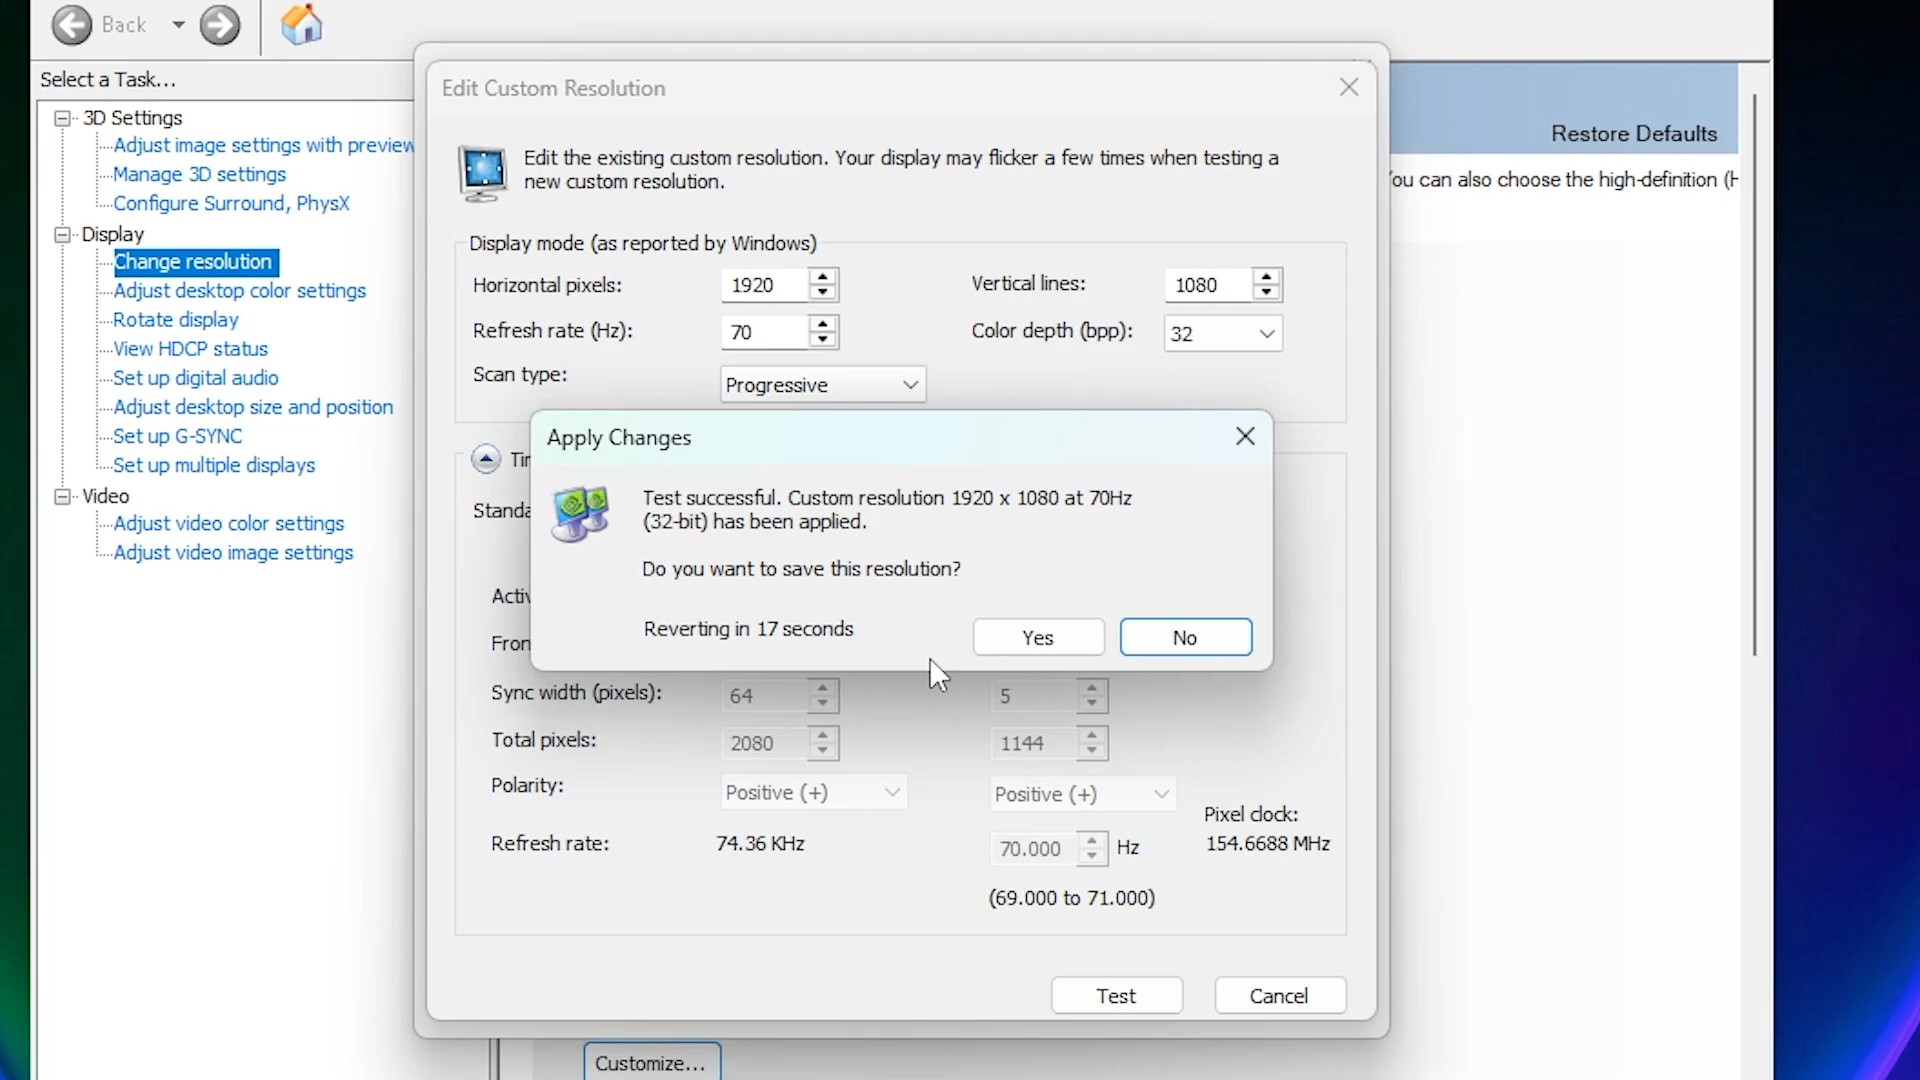 Back
Select a Task...
3D Settings
Adjust image settings with preview
Manage 3D settings
Configure Surround, PhysX
Display
Change resolution
Adjust desktop color settings
Rotate display
View HDCP status
Set up digital audio
Adjust desktop size and position
Set up G-SYNC
Set up multiple displays
Video
Adjust video color settings
Adjust video image settings
Restore Defaults
You can also choose the high-definition (H
Edit Custom Resolution
Edit the existing custom resolution. Your display may flicker a few times when testing a
new custom resolution.
Display mode (as reported by Windows)
Horizontal pixels: 1920 Vertical lines: 1080
Refresh rate (Hz): 70 Color depth (bpp): 32
Scan type: Progressive
Apply Changes
Test successful. Custom resolution 1920 x 1080 at 70Hz
(32-bit) has been applied.
Do you want to save this resolution?
Reverting in 17 seconds Yes No
Sync width (pixels): 64 5
Total pixels: 2080 1144
Polarity: Positive (+) Positive (+)
Pixel clock:
Refresh rate: 74.36 KHz 70.000 Hz 154.6688 MHz
(69.000 to 71.000)
Test Cancel
Customize...